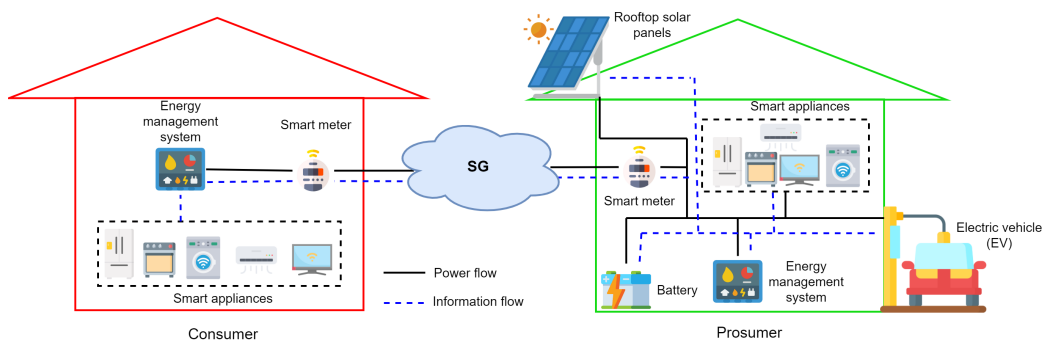 Energy
management
system
Smart meter
Smart appliances
Consumer
SG
Power flow
Information flow
Rooftop solar
panels
Smart appliances
Smart meter
Battery
Energy
management
system
Electric vehicle
(EV)
Prosumer